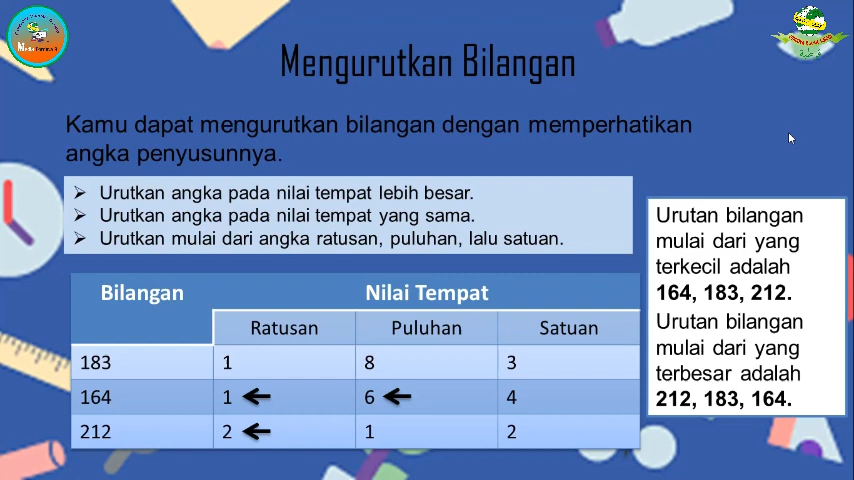 Mengurutkan Bilangan
Kamu dapat mengurutkan bilangan dengan memperhatikan
angka penyusunnya.
➢ Urutkan angka pada nilai tempat lebih besar.
➢ Urutkan angka pada nilai tempat yang sama.
➢ Urutkan mulai dari angka ratusan, puluhan, lalu satuan.
Bilangan Nilai Tempat
Ratusan Puluhan Satuan
183 1 8 3
164 1 6 4
212 2 1 2
Urutan bilangan
mulai dari yang
terkecil adalah
164, 183, 212.
Urutan bilangan
mulai dari yang
terbesar adalah
212, 183, 164.